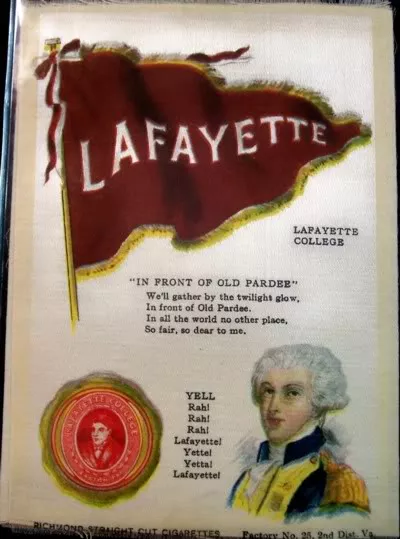 LAFAYETTE
LAFAYETTE
COLLEGE
"IN FRONT OF OLD PARDEE"
We'll gather by the twilight glow,
In front of Old Pardee.
In all the world no other place,
So fair, so dear to me.
YELL
Rah!
Rah!
Rah!
Lafayette!
Yette!
Yetta!
Lafayette!
LAFAYETTE COLLEGE
RICHMOND STRAIGHT CUT CIGARETTES
Factory No. 25, 2nd Dist. Va.